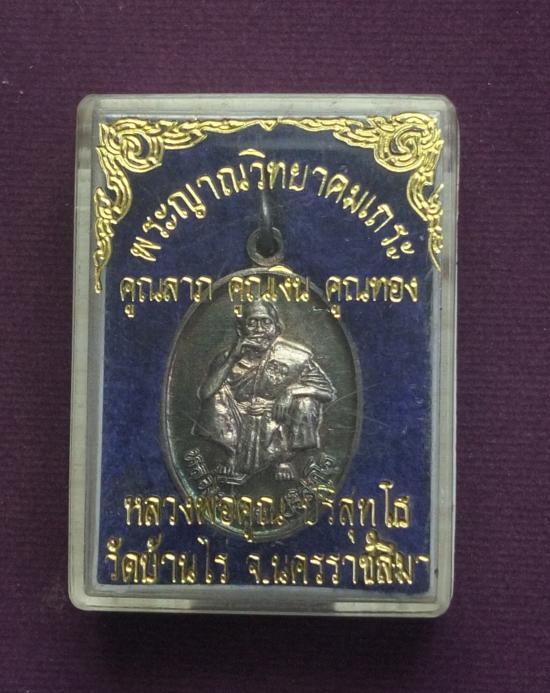 พระญาณวิทยาคมเถระ
คูณลาภ คูณเงิน คูณทอง
หลวงพ่อคูณ ปริสุทโธ
วัดบ้านไร่ จ.นครราชสีมา